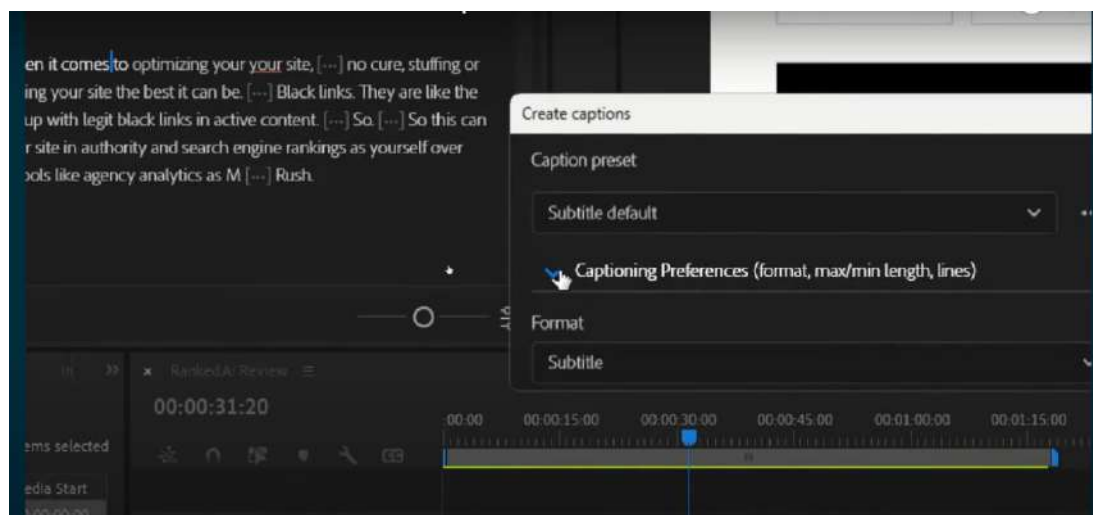 en it comes to optimizing your your site, [...] no cure, stuffing or
ing your site the best it can be. [...] Black links. They are like the
up with legit black links in active content. [...] So. [...] So this can
r site in authority and search engine rankings as yourself over
ools like agency analytics as M [...] Rush.
Create captions
Caption preset
Subtitle default
Captioning Preferences (format, max/min length, lines)
Format
Subtitle
RankedAi Review
00:00:31:20
:00:00 00:00:15:00 00:00:30:00 00:00:45:00 00:01:00:00 00:01:15:00
ems selected
edia Start